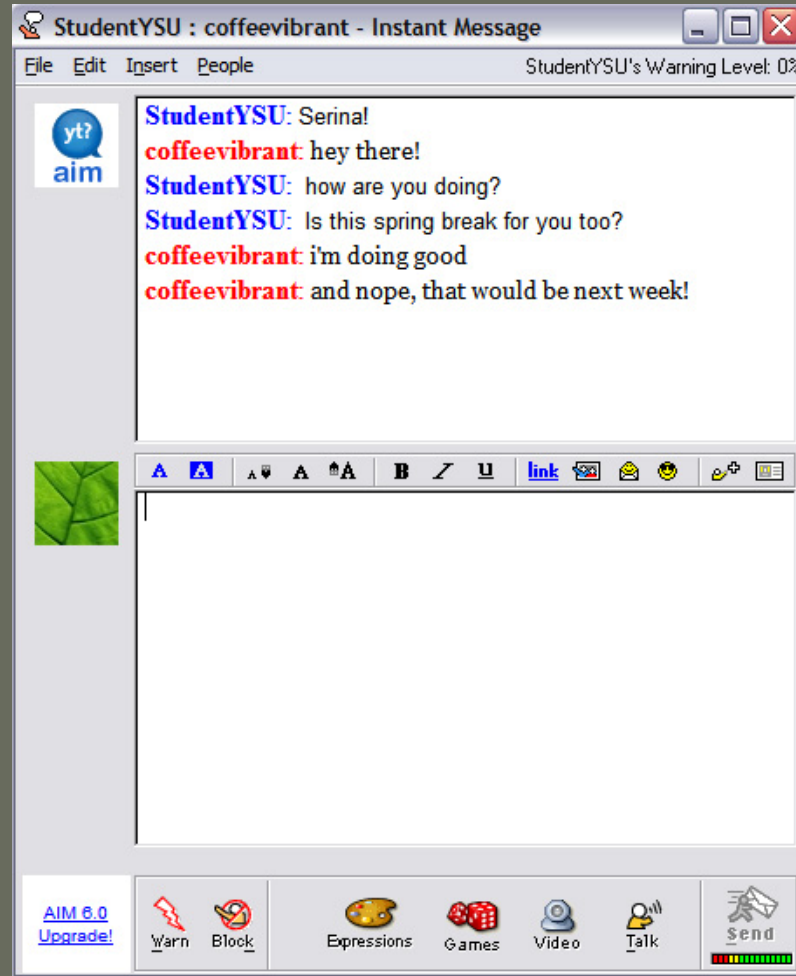 StudentYSU : coffeevibrant - Instant Message
File Edit Insert People StudentYSU's Warning Level: 0%
yt?
aim
StudentYSU: Serina!
coffeevibrant: hey there!
StudentYSU: how are you doing?
StudentYSU: Is this spring break for you too?
coffeevibrant: i'm doing good
coffeevibrant: and nope, that would be next week!
A A A A A B I U link
AIM 6.0
Upgrade!
Warn Block Expressions Games Video Talk Send